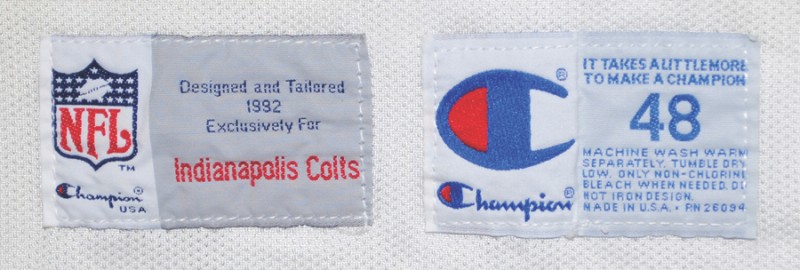 NFL
TM
Champion®
USA
Designed and Tailored
1992
Exclusively For
Indianapolis Colts
®
Champion
IT TAKES A LITTLE MORE
TO MAKE A CHAMPION
48
MACHINE WASH WARM
SEPARATELY. TUMBLE DRY
LOW. ONLY NON-CHLORINE
BLEACH WHEN NEEDED. DO
NOT IRON DESIGN.
MADE IN U.S.A. • RN 26094